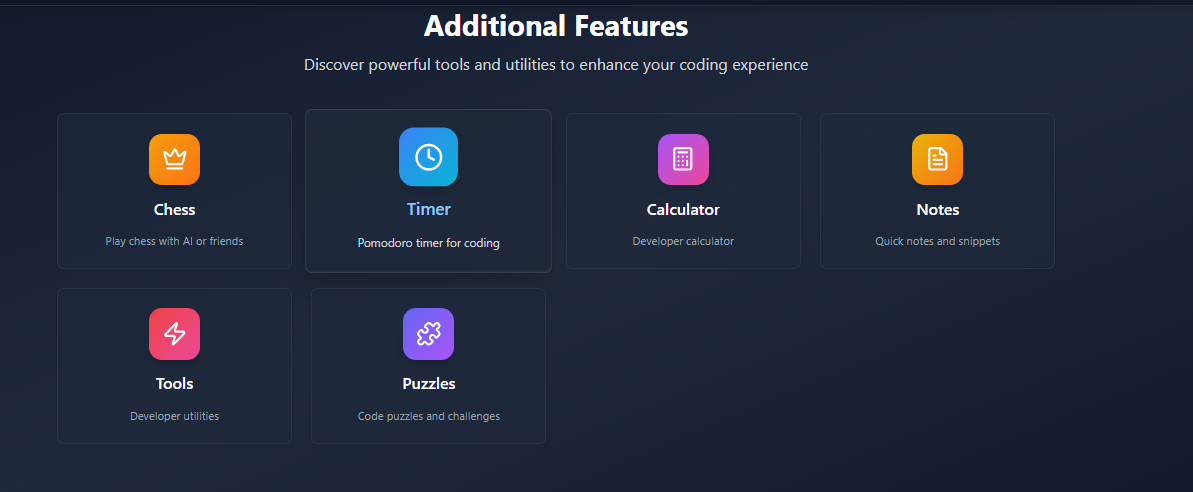 Additional Features
Discover powerful tools and utilities to enhance your coding experience
Chess
Play chess with AI or friends
Timer
Pomodoro timer for coding
Calculator
Developer calculator
Notes
Quick notes and snippets
Tools
Developer utilities
Puzzles
Code puzzles and challenges